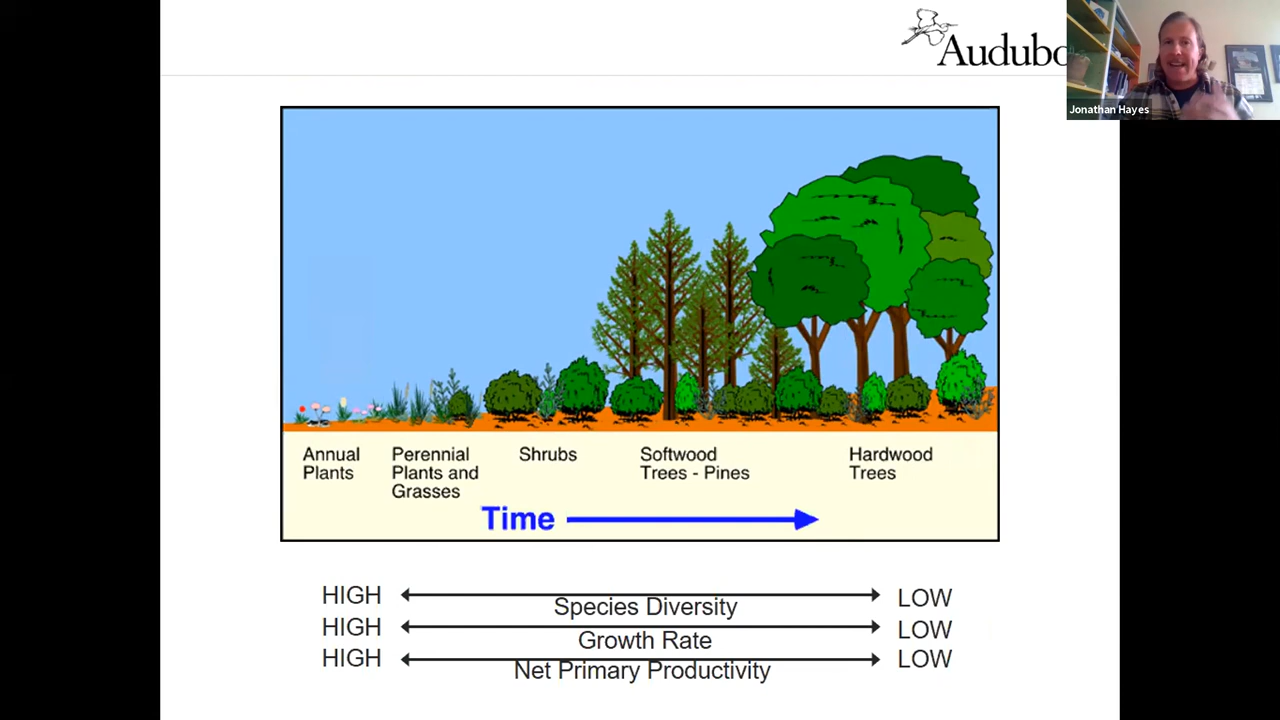 Audubo
Jonathan Hayes
Annual
Plants
Perennial
Plants and
Grasses
Shrubs
Softwood
Trees - Pines
Hardwood
Trees
Time
HIGH Species Diversity LOW
HIGH Growth Rate LOW
HIGH Net Primary Productivity LOW